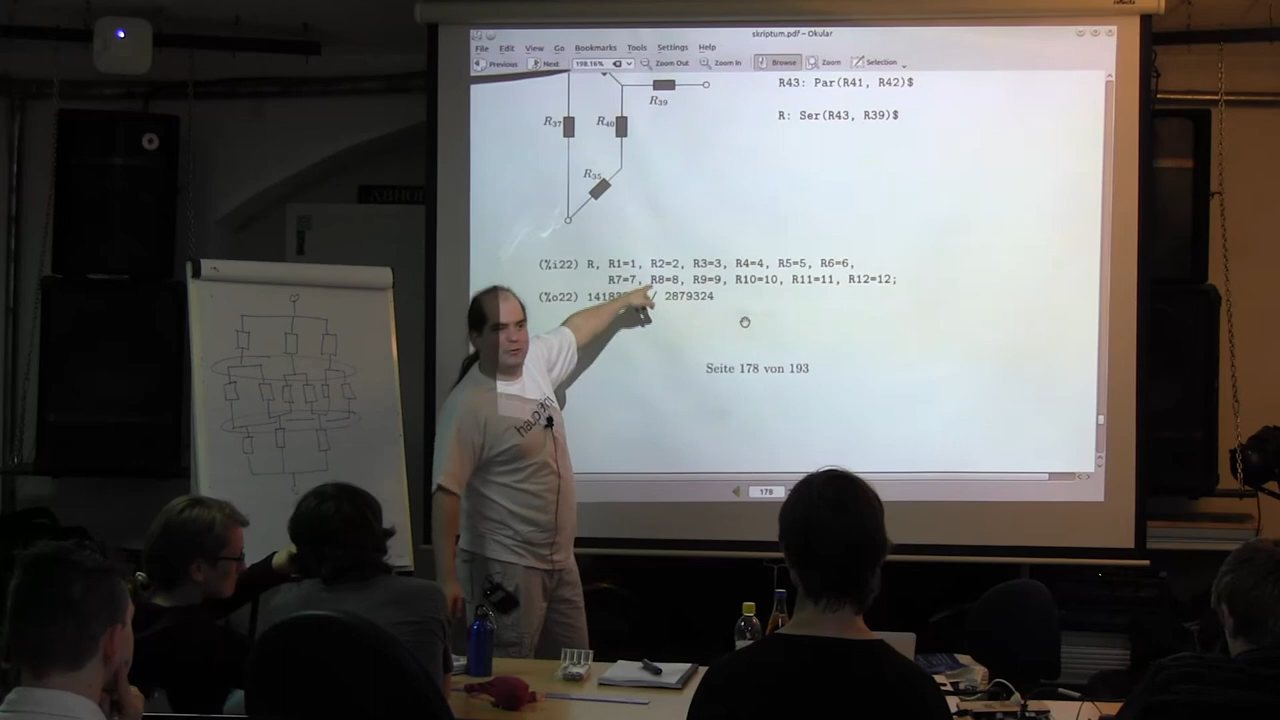 skriptum.pdf - Okular
File Edit View Go Bookmarks Tools Settings Help
Previous Next 198.16% Zoom Out Zoom In Browse Zoom Selection
R39
R43: Par(R41, R42)$
R37 R40
R: Ser(R43, R39)$
R35
(%i22) R, R1=1, R2=2, R3=3, R4=4, R5=5, R6=6,
R7=7, R8=8, R9=9, R10=10, R11=11, R12=12;
(%o22) / 2879324
Seite 178 von 193
178